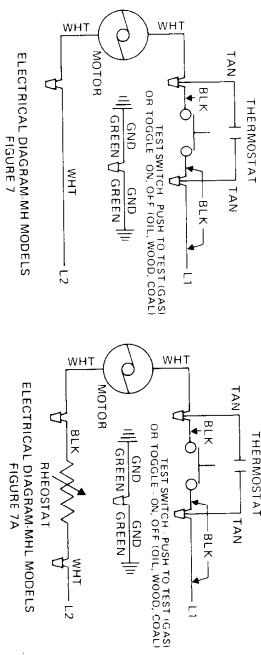 THERMOSTAT
TAN
TAN
BLK
BLK
L1
WHT
TEST SWITCH - PUSH TO TEST (GAS)
OR TOGGLE - ON, OFF (OIL, WOOD, COAL)
GND
GND
GREEN
GREEN
MOTOR
WHT
WHT
L2
ELECTRICAL DIAGRAM-MH MODELS
FIGURE 7
THERMOSTAT
TAN
TAN
BLK
BLK
L1
WHT
TEST SWITCH - PUSH TO TEST (GAS)
OR TOGGLE - ON, OFF (OIL, WOOD, COAL)
GND
GND
GREEN
GREEN
MOTOR
WHT
BLK
WHT
L2
RHEOSTAT
ELECTRICAL DIAGRAM-MHL MODELS
FIGURE 7A